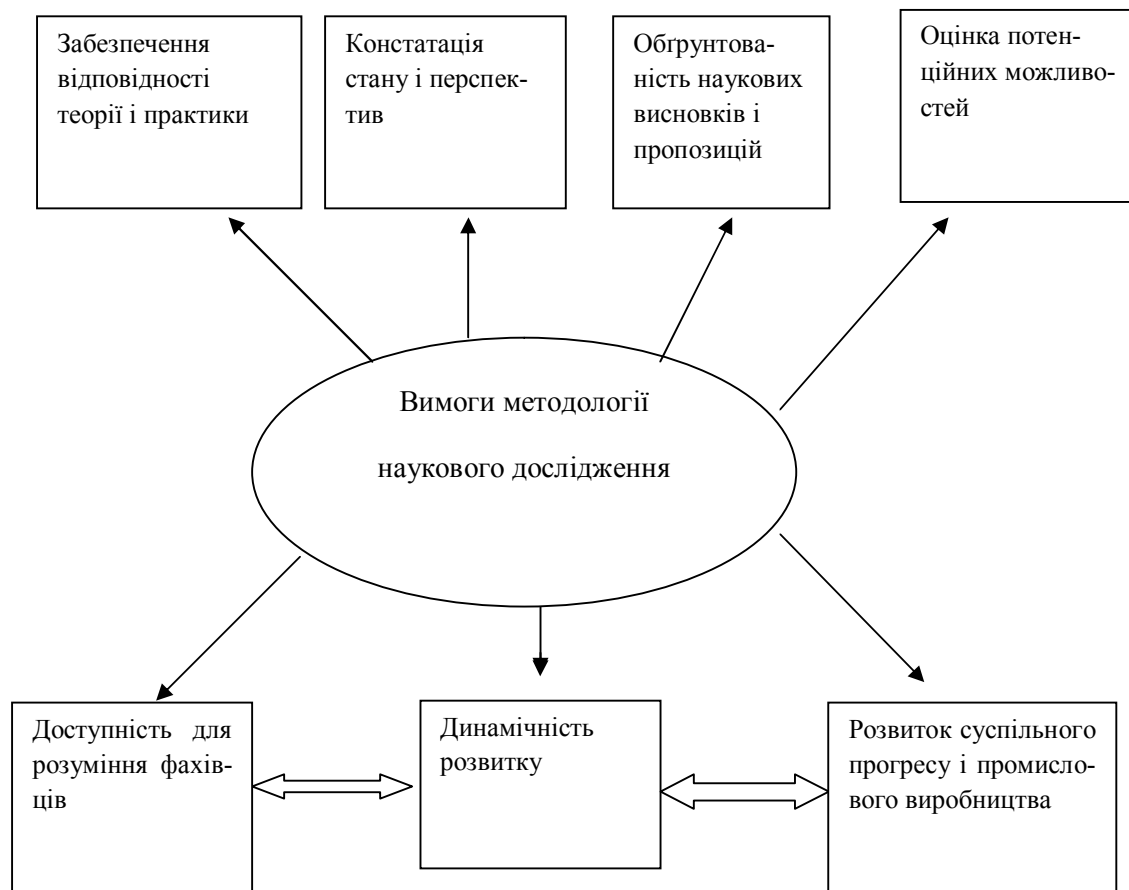 Забезпечення
відповідності
теорії і практики
Констатація
стану і перспек-
тив
Обґрунтова-
ність наукових
висновків і
пропозицій
Оцінка потен-
ційних можливо-
стей
Вимоги методології
наукового дослідження
Доступність для
розуміння фахів-
ців
Динамічність
розвитку
Розвиток суспільного
прогресу і промисло-
вого виробництва